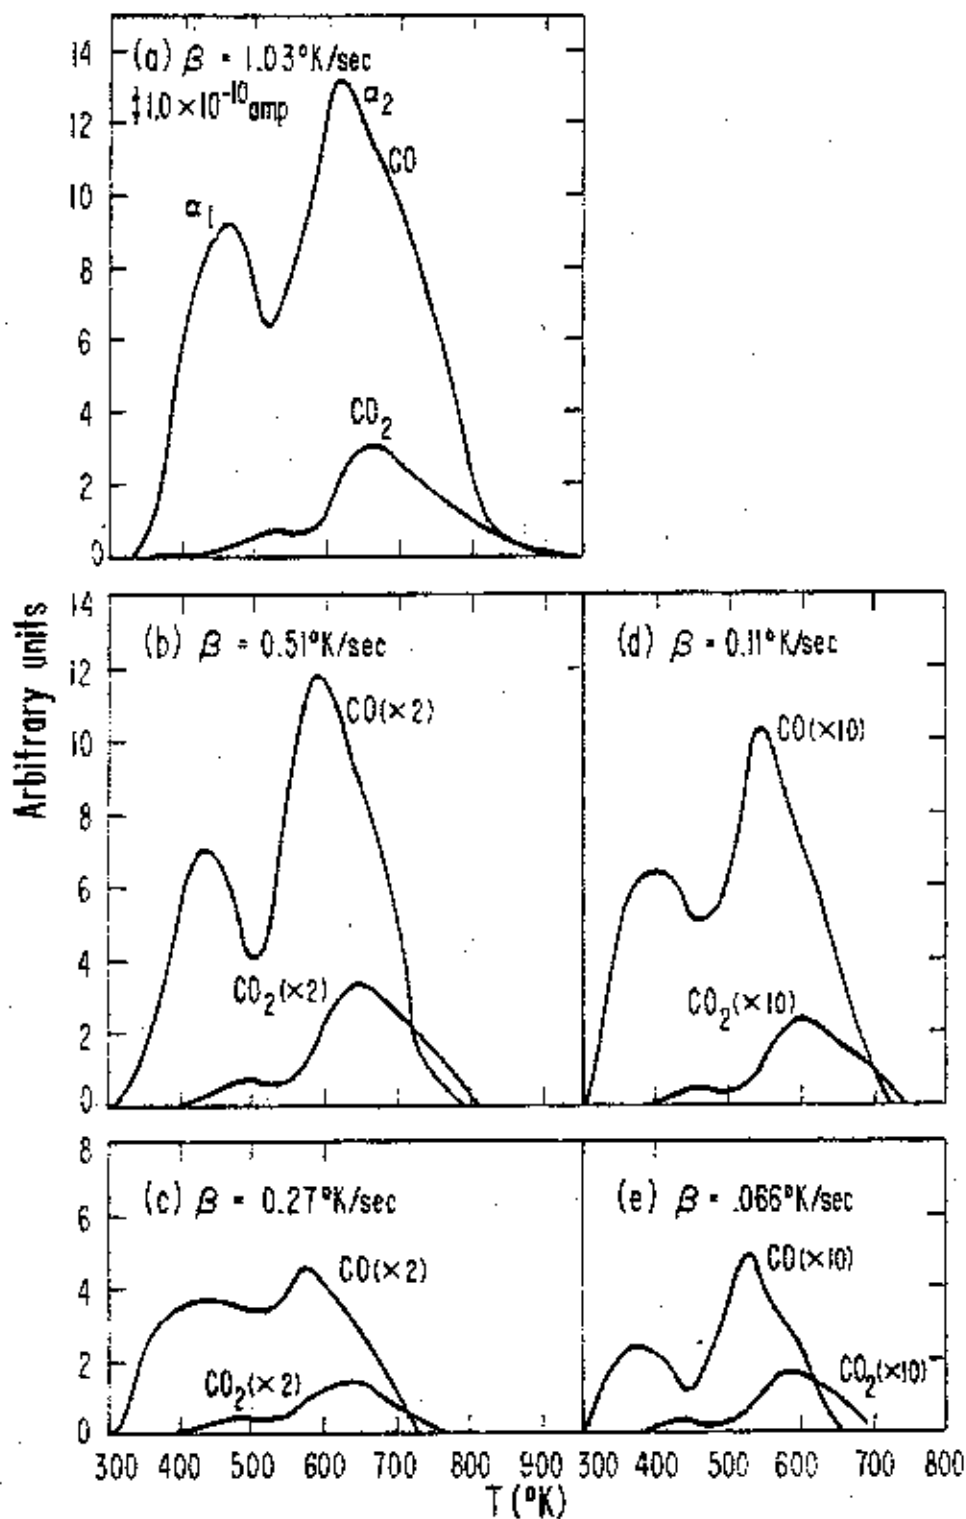 14
12
10
8
6
4
2
0
(a) β = 1.03°K/sec
‡1.0×10⁻¹⁰amp
α₁
α₂
CO
CO₂
Arbitrary units
14
12
10
8
6
4
2
0
(b) β = 0.51°K/sec
CO(×2)
CO₂(×2)
(d) β = 0.11°K/sec
CO(×10)
CO₂(×10)
8
6
4
2
0
(c) β = 0.27°K/sec
CO(×2)
CO₂(×2)
(e) β = .066°K/sec
CO(×10)
CO₂(×10)
300 400 500 600 700 800 900 300 400 500 600 700 800
T (°K)